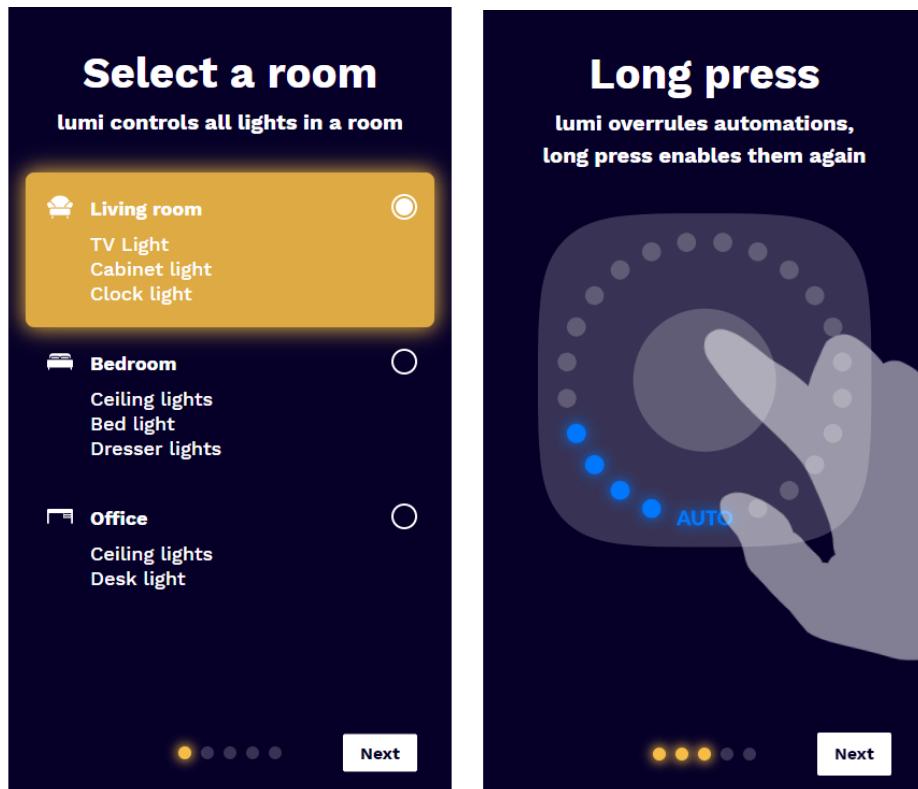 Select a room
lumi controls all lights in a room
Living room
TV Light
Cabinet light
Clock light
Bedroom
Ceiling lights
Bed light
Dresser lights
Office
Ceiling lights
Desk light
Next
Long press
lumi overrules automations,
long press enables them again
AUTO
Next